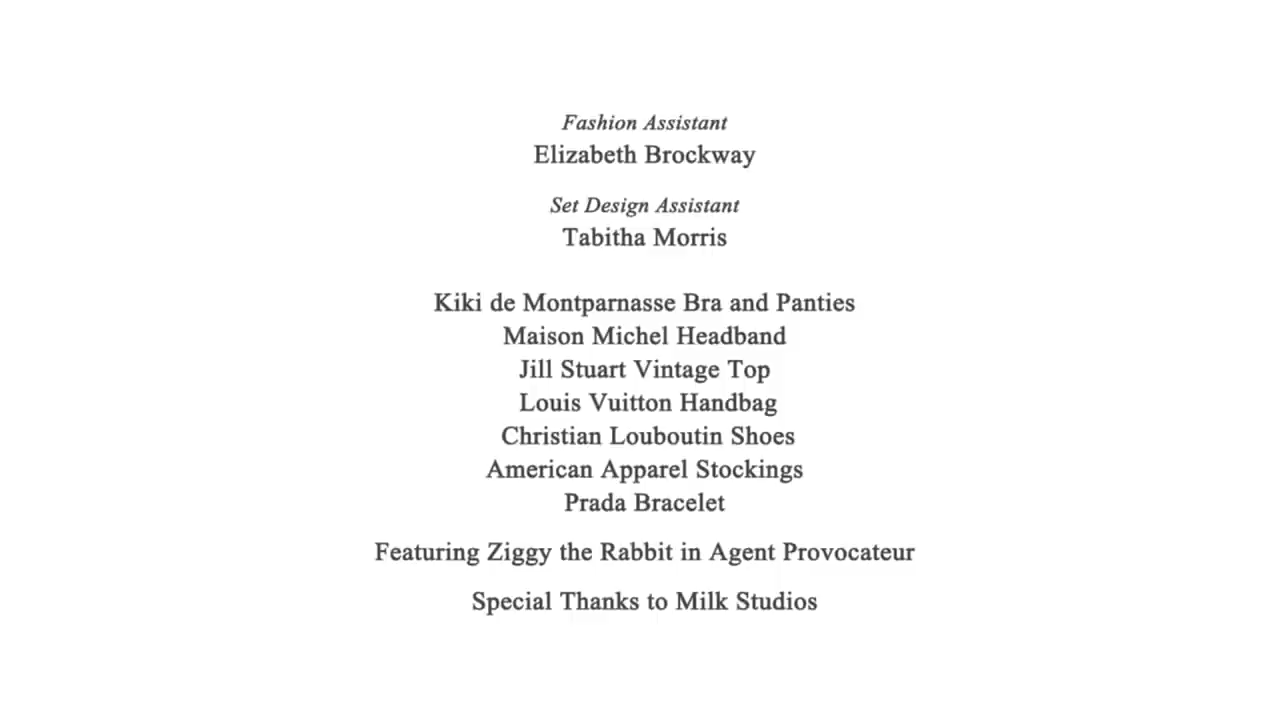 Fashion Assistant
Elizabeth Brockway
Set Design Assistant
Tabitha Morris
Kiki de Montparnasse Bra and Panties
Maison Michel Headband
Jill Stuart Vintage Top
Louis Vuitton Handbag
Christian Louboutin Shoes
American Apparel Stockings
Prada Bracelet
Featuring Ziggy the Rabbit in Agent Provocateur
Special Thanks to Milk Studios